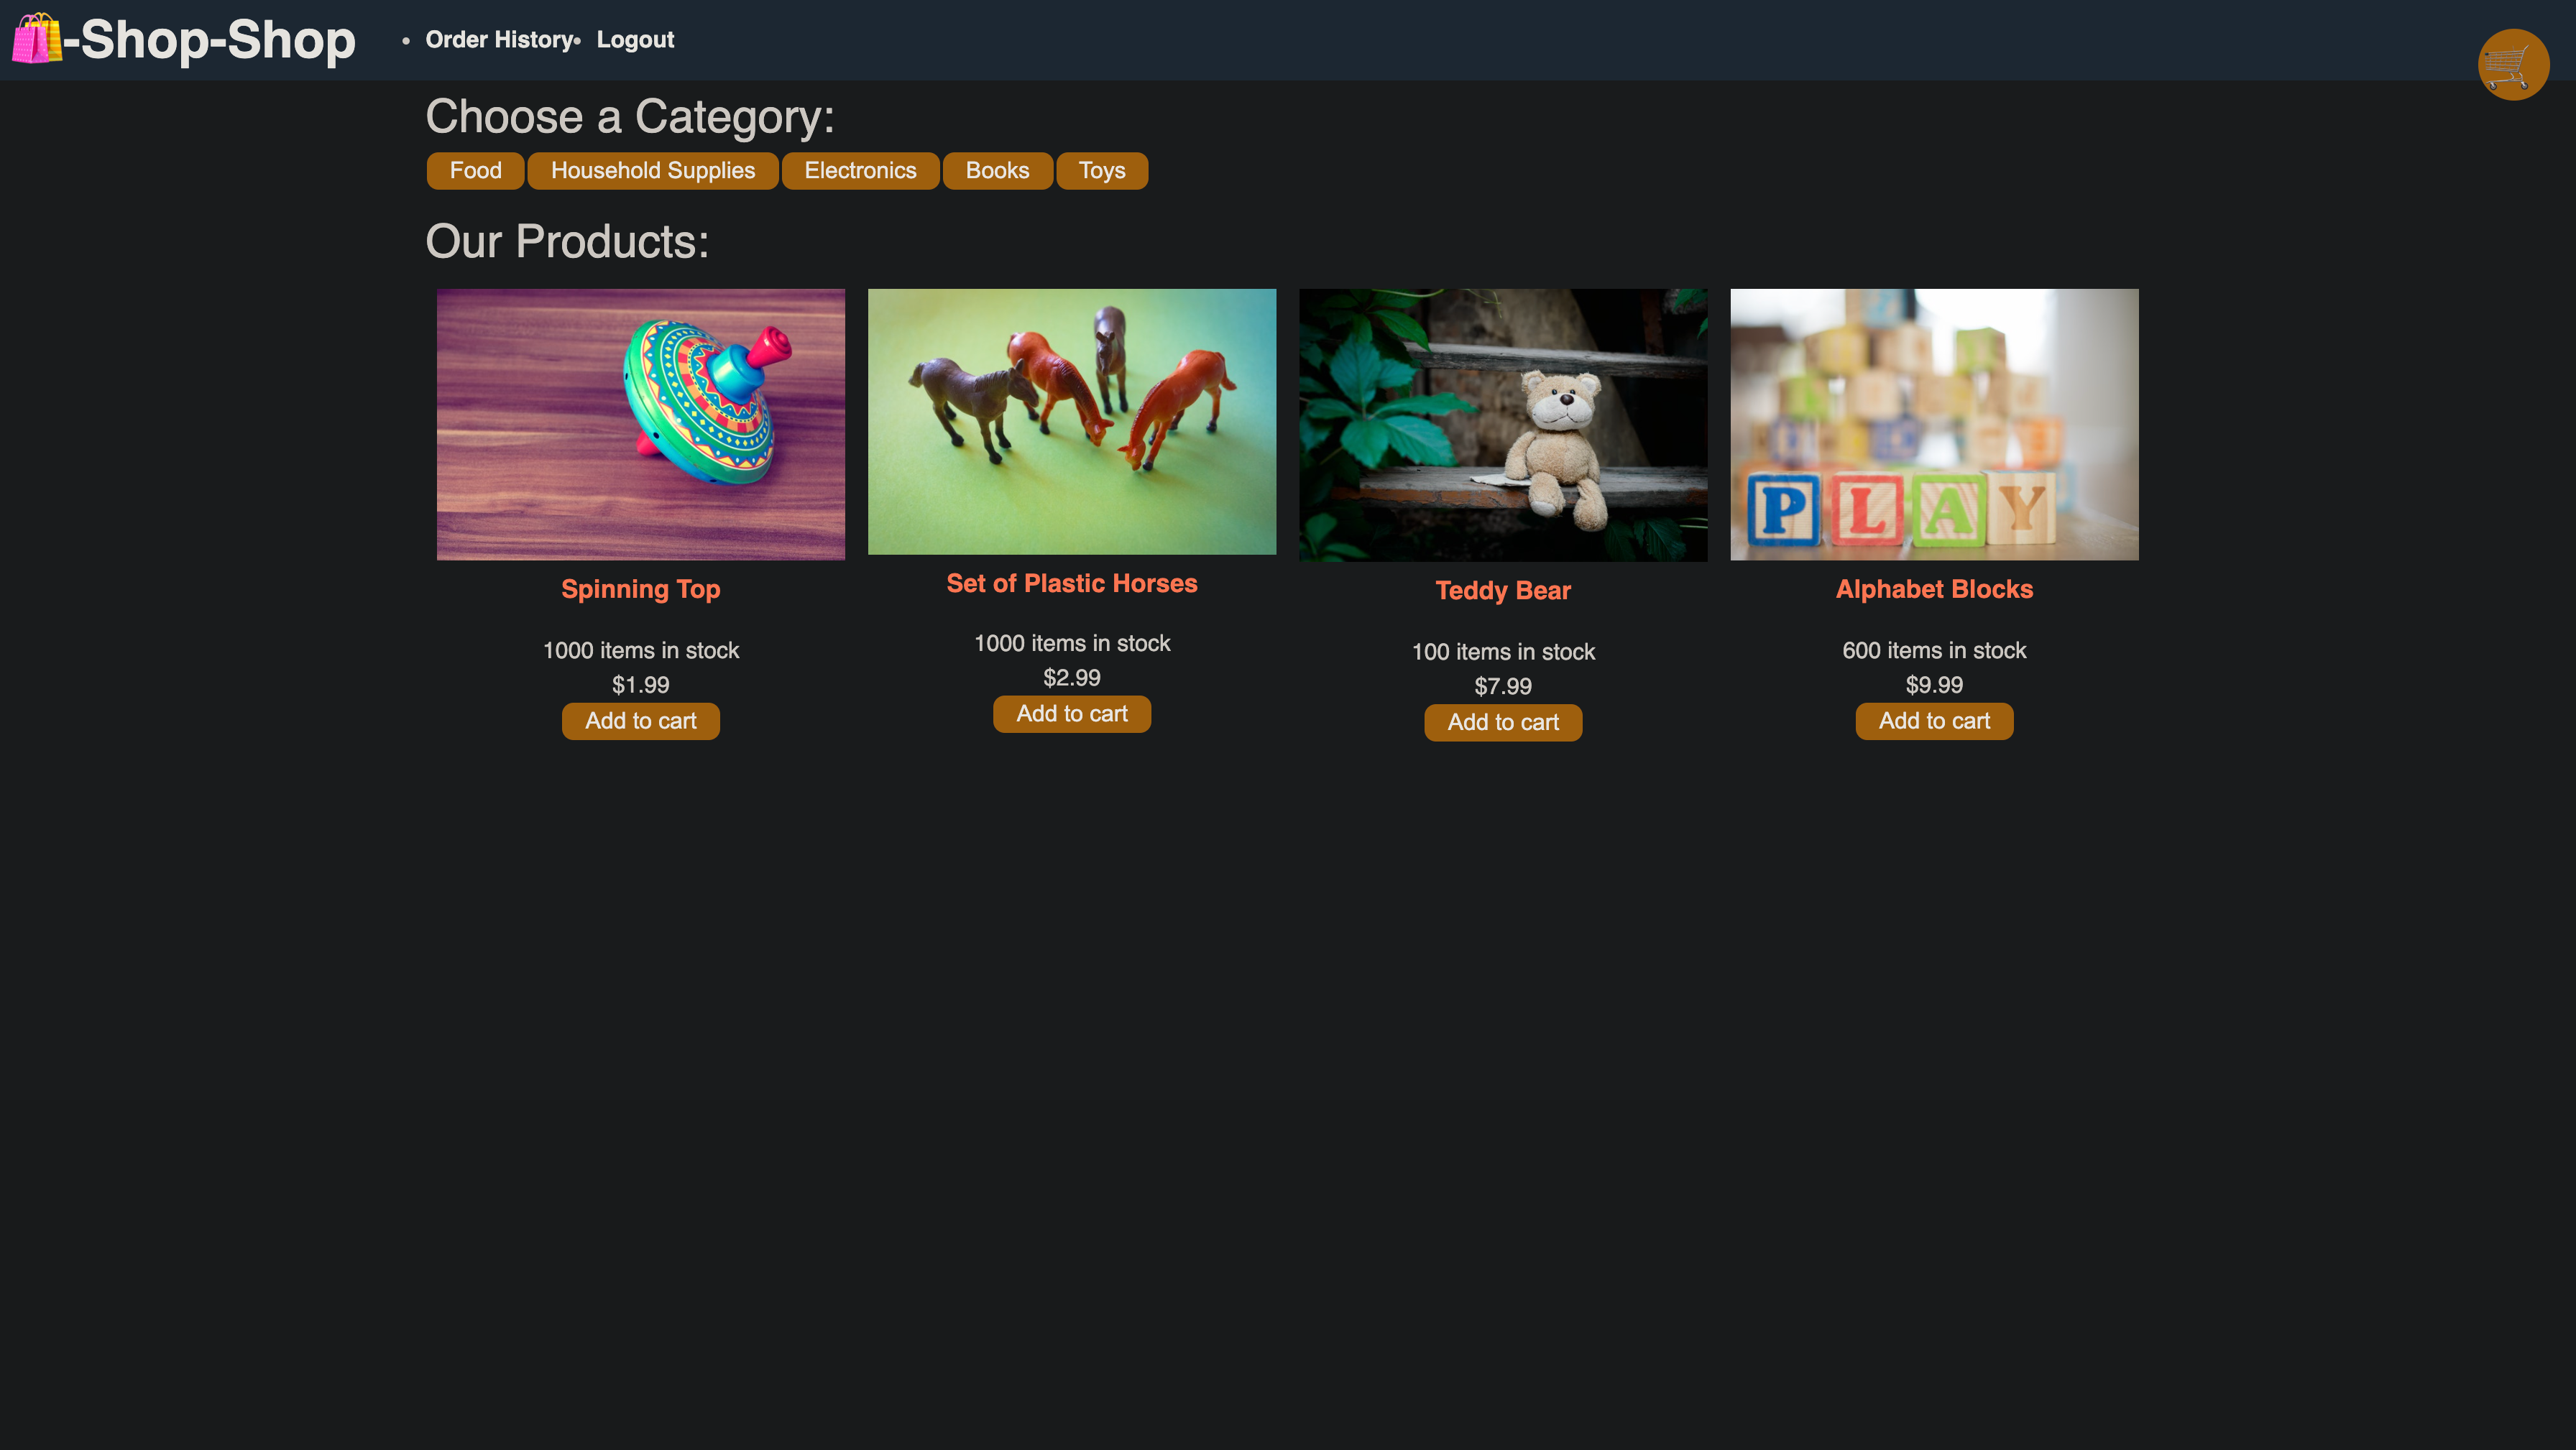 -Shop-Shop
Order History
Logout
Choose a Category:
Food
Household Supplies
Electronics
Books
Toys
Our Products:
P L A Y
Spinning Top
1000 items in stock
$1.99
Add to cart
Set of Plastic Horses
1000 items in stock
$2.99
Add to cart
Teddy Bear
100 items in stock
$7.99
Add to cart
Alphabet Blocks
600 items in stock
$9.99
Add to cart